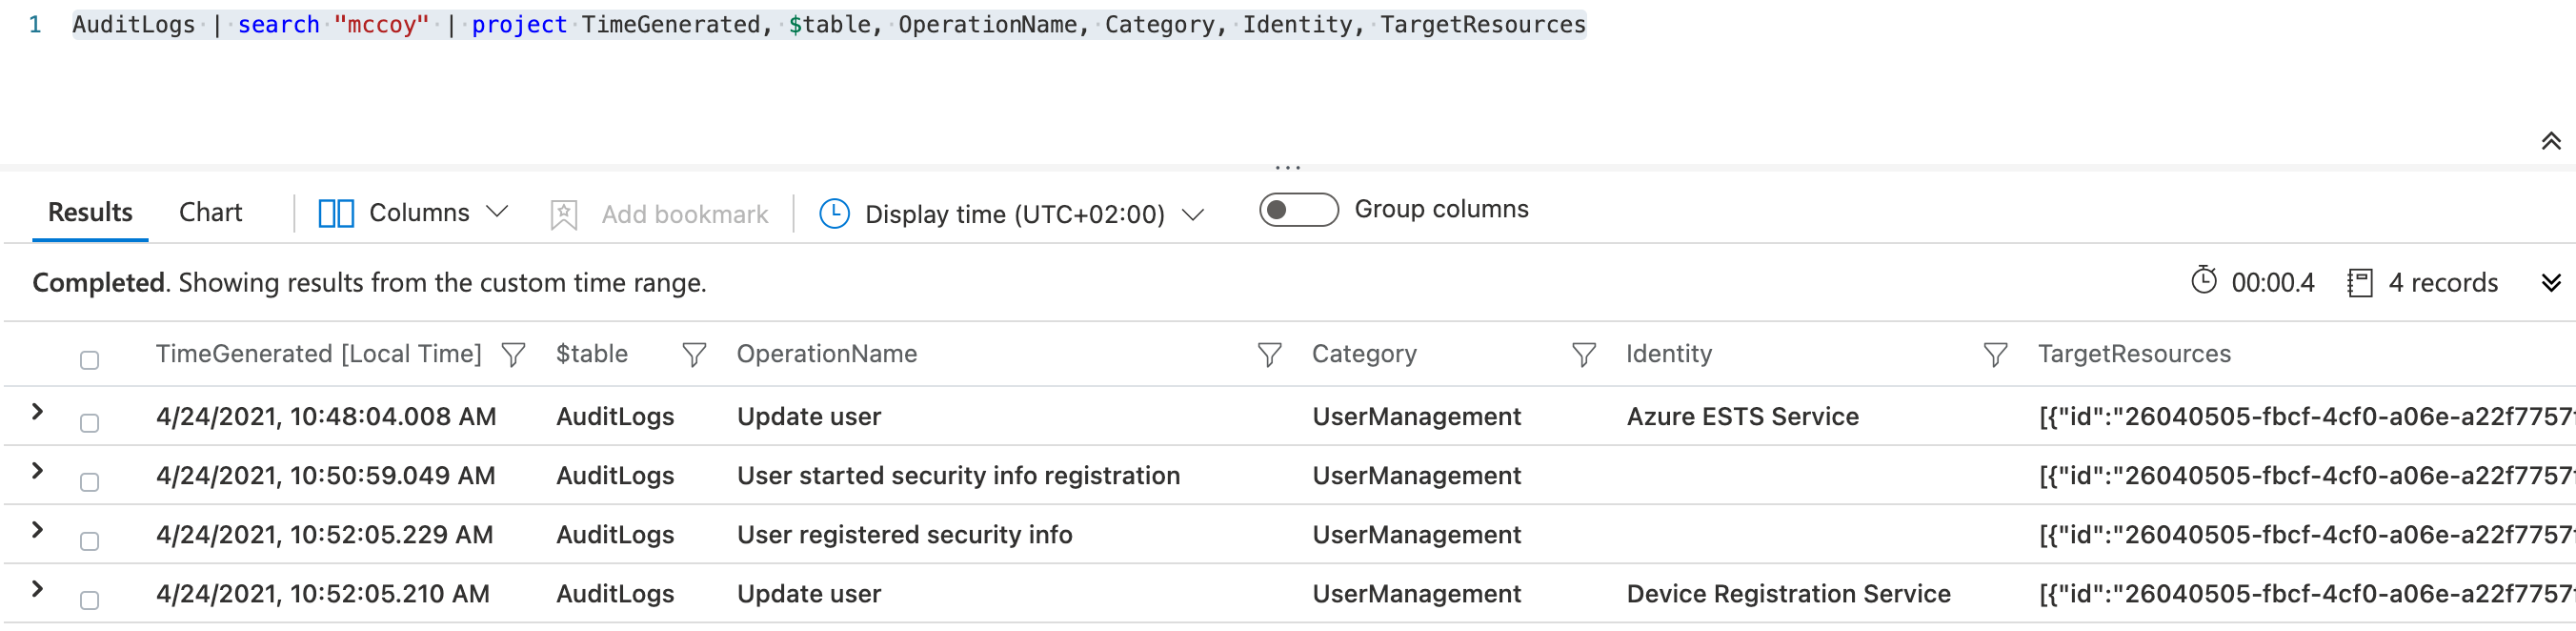 1 AuditLogs | search "mccoy" | project TimeGenerated, $table, OperationName, Category, Identity, TargetResources
...
Results Chart Columns Add bookmark Display time (UTC+02:00) Group columns
Completed. Showing results from the custom time range. 00:00.4 4 records
TimeGenerated [Local Time] $table OperationName Category Identity TargetResources
4/24/2021, 10:48:04.008 AM AuditLogs Update user UserManagement Azure ESTS Service [{"id":"26040505-fbcf-4cf0-a06e-a22f7757
4/24/2021, 10:50:59.049 AM AuditLogs User started security info registration UserManagement [{"id":"26040505-fbcf-4cf0-a06e-a22f7757
4/24/2021, 10:52:05.229 AM AuditLogs User registered security info UserManagement [{"id":"26040505-fbcf-4cf0-a06e-a22f7757
4/24/2021, 10:52:05.210 AM AuditLogs Update user UserManagement Device Registration Service [{"id":"26040505-fbcf-4cf0-a06e-a22f7757